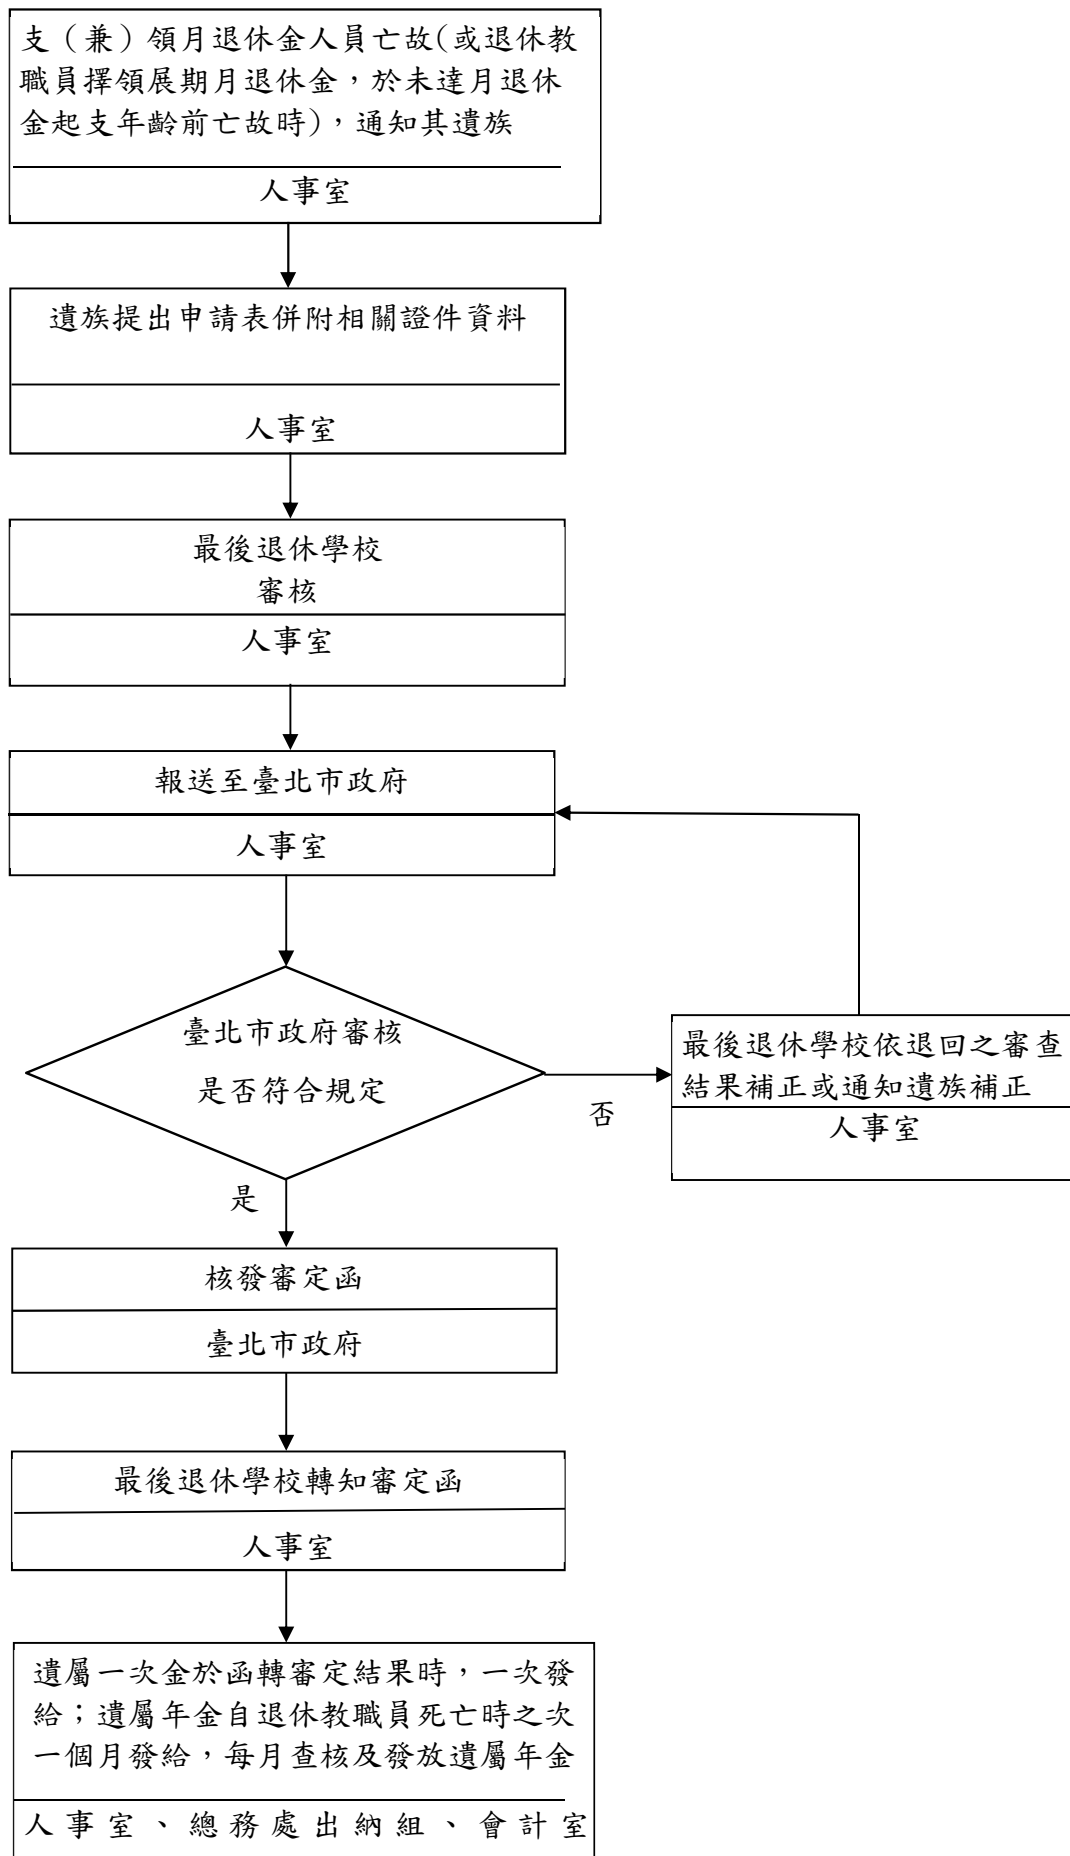 支（兼）領月退休金人員亡故(或退休教
職員擇領展期月退休金，於未達月退休
金起支年齡前亡故時)，通知其遺族
人事室
遺族提出申請表併附相關證件資料
人事室
最後退休學校
審核
人事室
報送至臺北市政府
人事室
臺北市政府審核
是否符合規定
否
最後退休學校依退回之審查
結果補正或通知遺族補正
人事室
是
核發審定函
臺北市政府
最後退休學校轉知審定函
人事室
遺屬一次金於函轉審定結果時，一次發
給；遺屬年金自退休教職員死亡時之次
一個月發給，每月查核及發放遺屬年金
人事室、總務處出納組、會計室